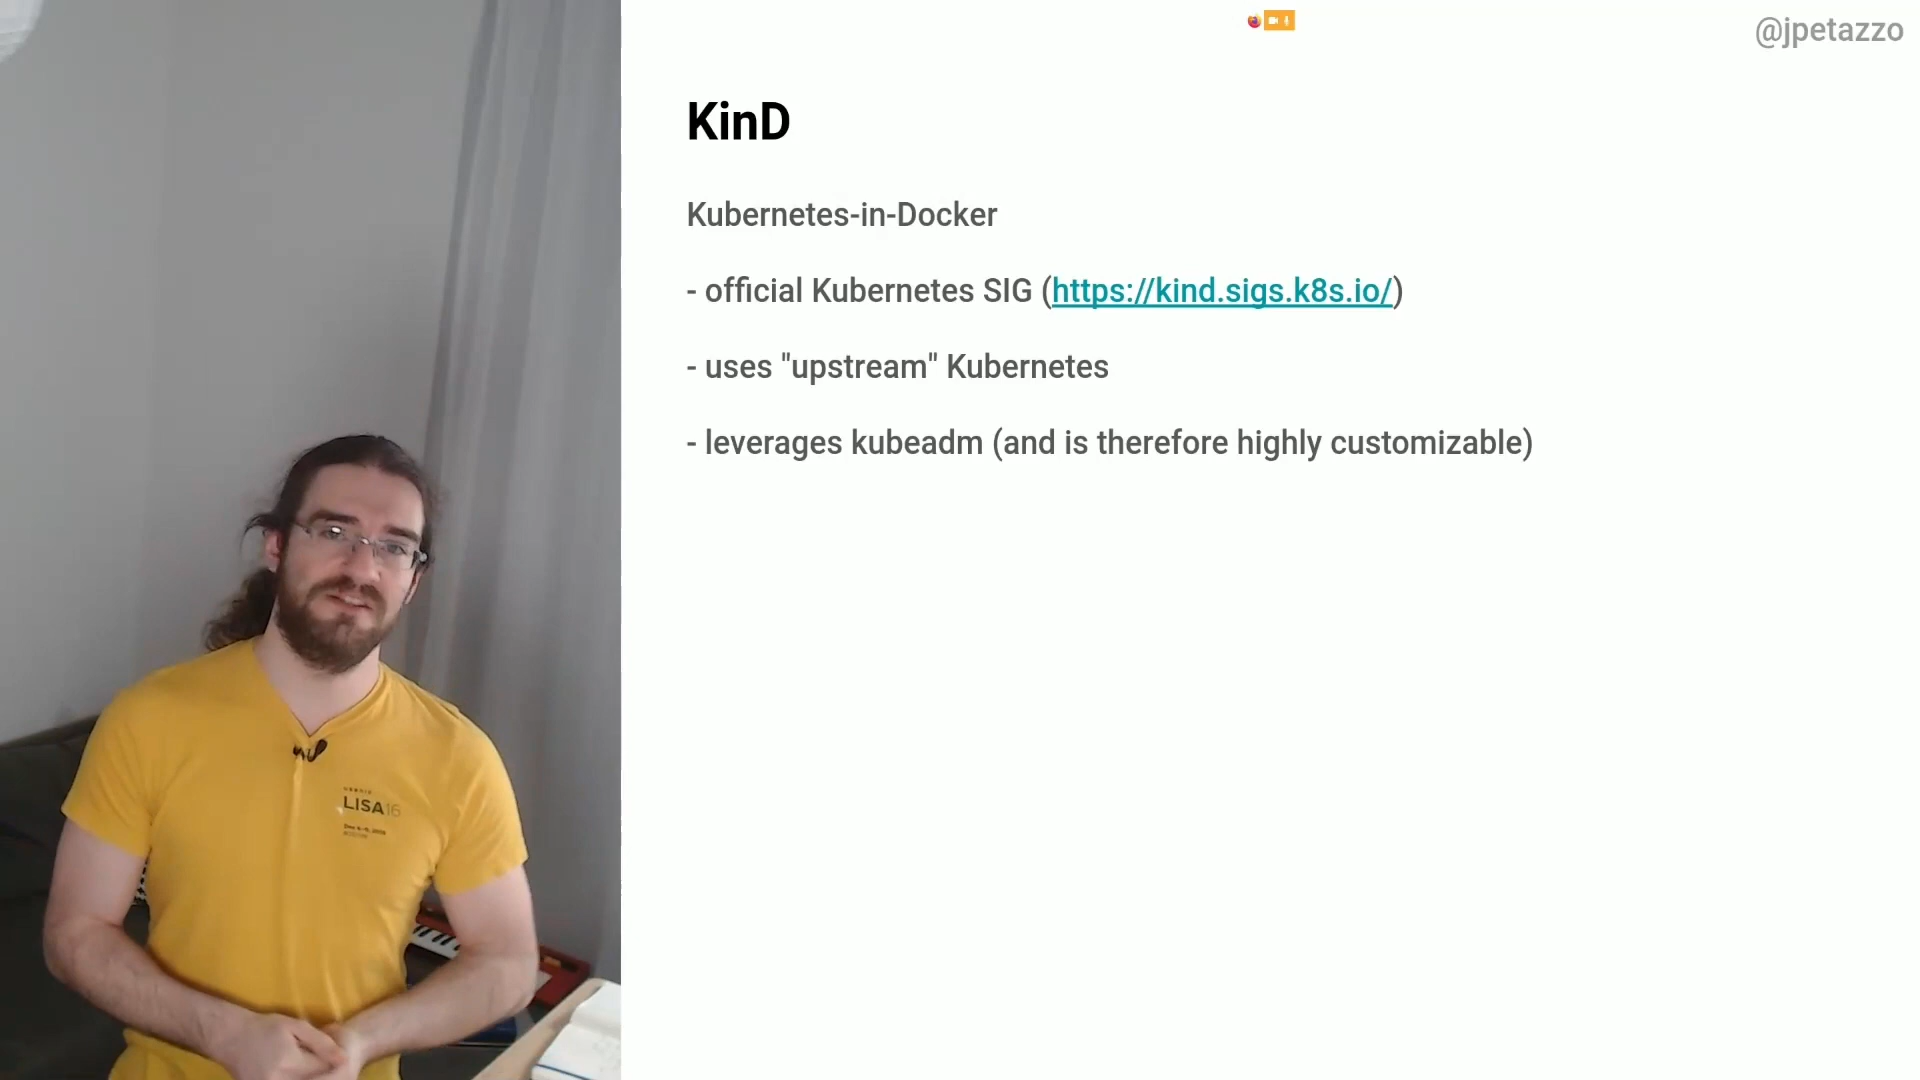 @jpetazzo
KinD
Kubernetes-in-Docker
- official Kubernetes SIG (https://kind.sigs.k8s.io/)
- uses "upstream" Kubernetes
- leverages kubeadm (and is therefore highly customizable)
LISA16